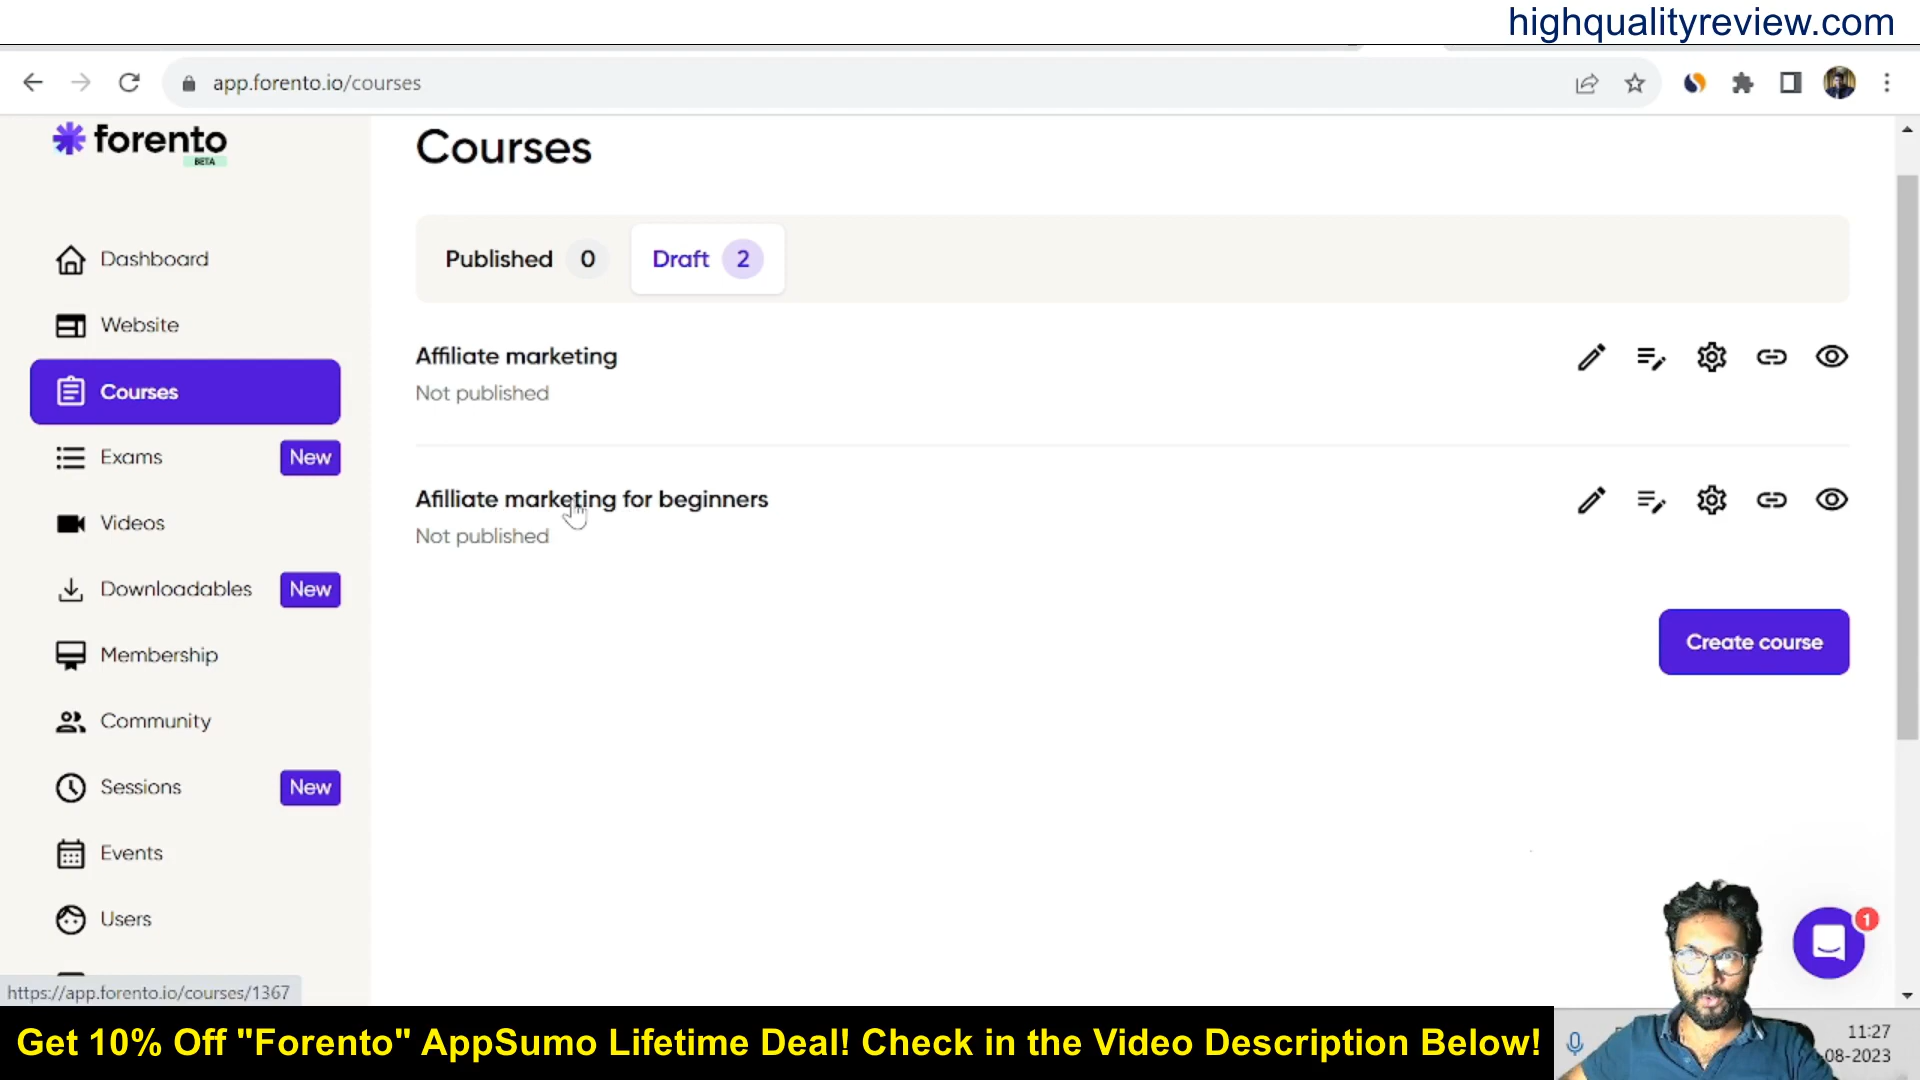 highqualityreview.com
app.forento.io/courses
forento
BETA
Courses
Published 0
Draft 2
Dashboard
Website
Courses
Exams New
Videos
Downloadables New
Membership
Community
Sessions New
Events
Users
Affiliate marketing
Not published
Afilliate marketing for beginners
Not published
Create course
1
https://app.forento.io/courses/1367
Get 10% Off "Forento" AppSumo Lifetime Deal! Check in the Video Description Below!
11:27
-08-2023